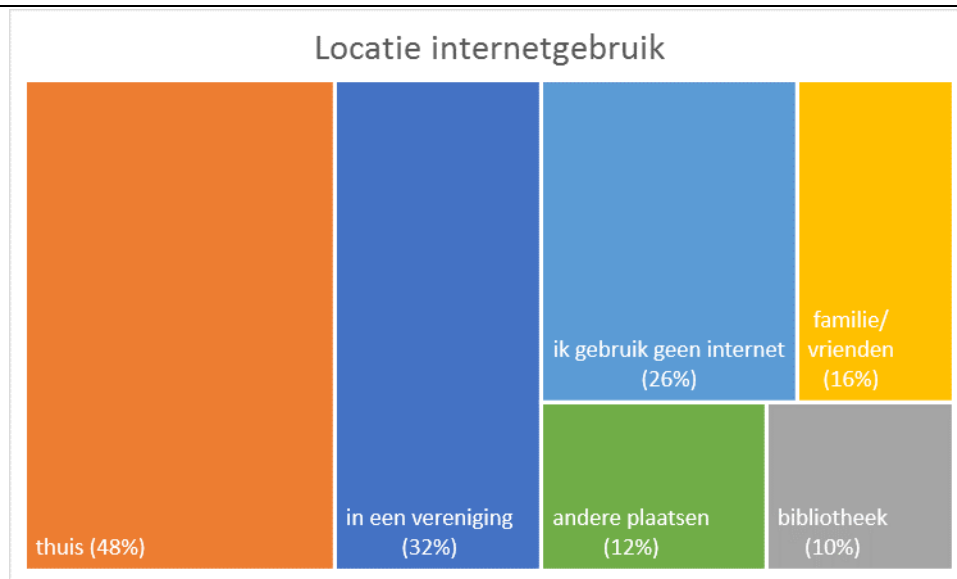 Locatie internetgebruik
thuis (48%)
in een vereniging
(32%)
ik gebruik geen internet
(26%)
familie/
vrienden
(16%)
andere plaatsen
(12%)
bibliotheek
(10%)